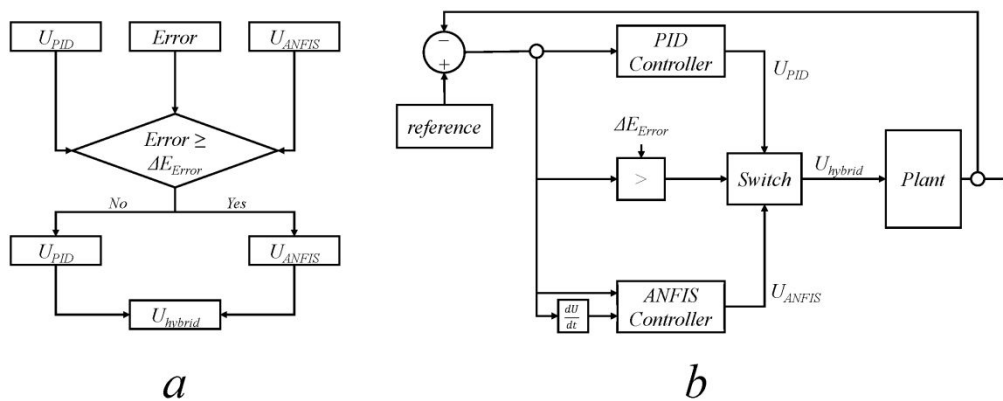 U_PID
Error
U_ANFIS
Error ≥
ΔE_Error
No
Yes
U_PID
U_ANFIS
U_hybrid
a
−
+
reference
PID
Controller
U_PID
ΔE_Error
>
Switch
U_hybrid
Plant
dU
dt
ANFIS
Controller
U_ANFIS
b